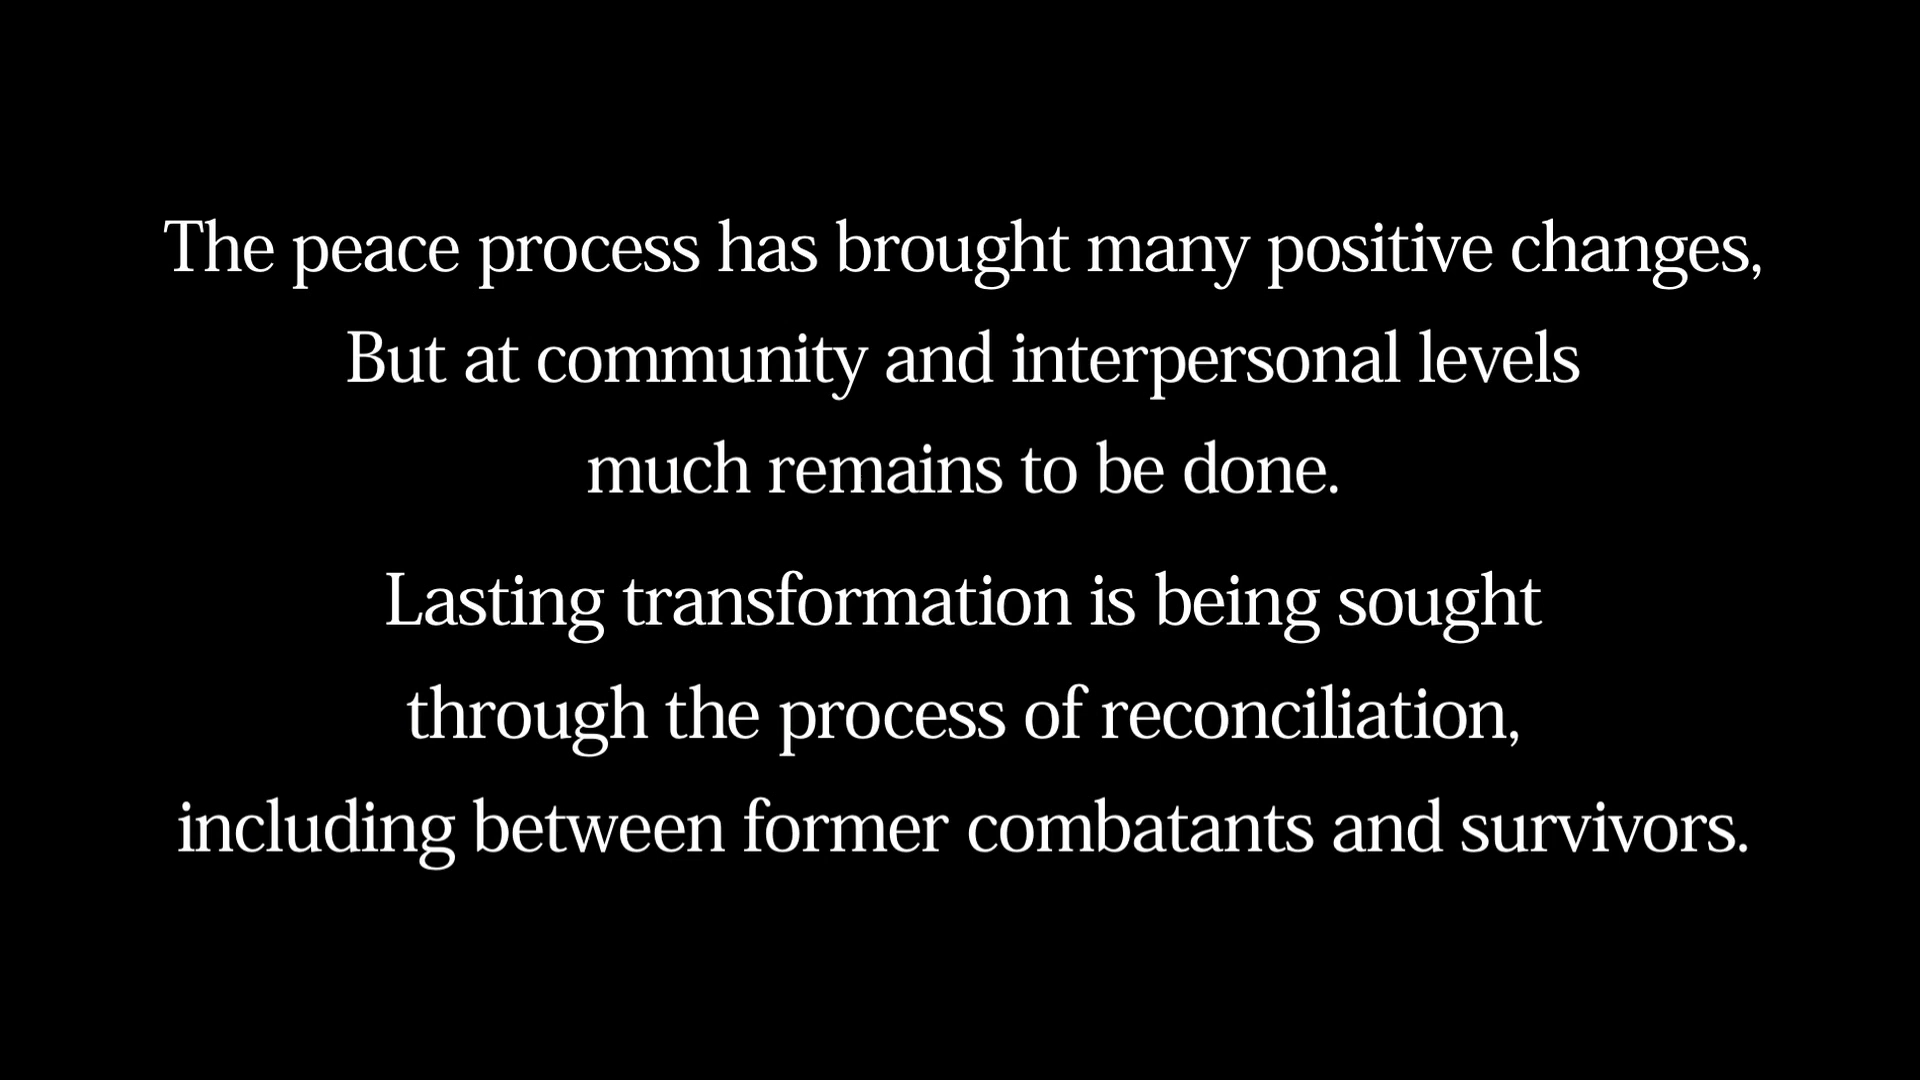 The peace process has brought many positive changes,
But at community and interpersonal levels
much remains to be done.
Lasting transformation is being sought
through the process of reconciliation,
including between former combatants and survivors.